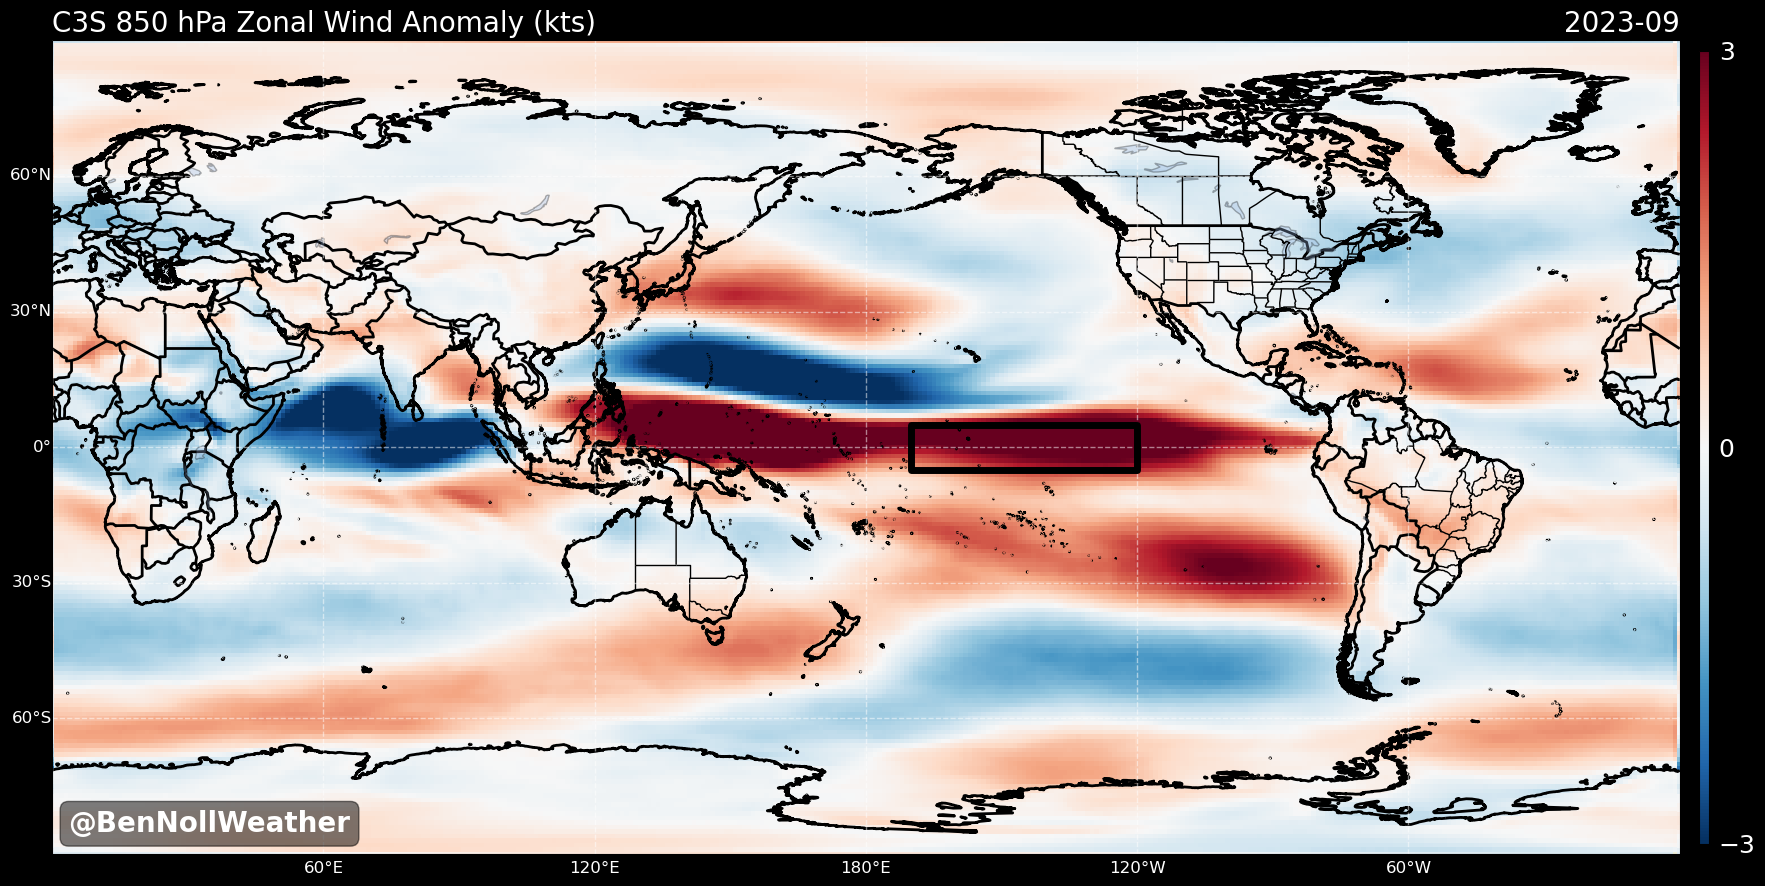 C3S 850 hPa Zonal Wind Anomaly (kts)
2023-09
3
0
−3
60°N
30°N
0°
30°S
60°S
60°E
120°E
180°E
120°W
60°W
@BenNollWeather